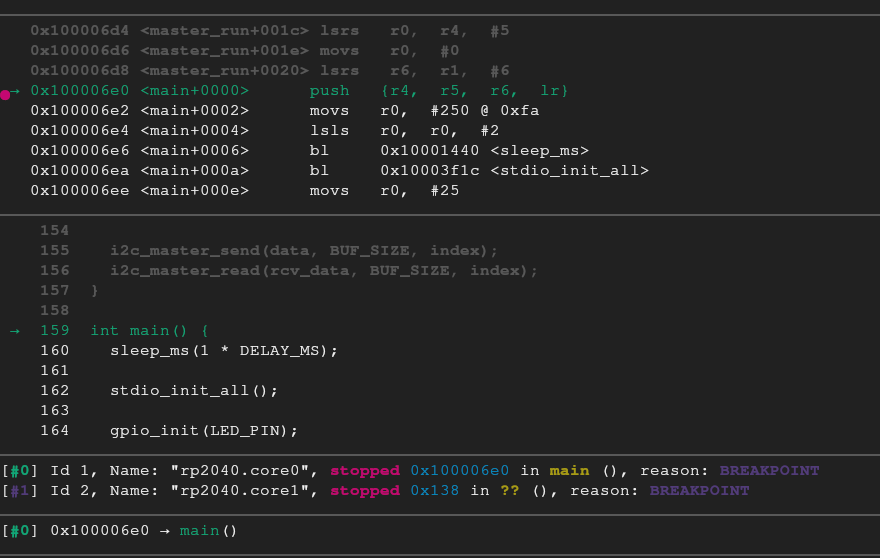 0x100006d4 <master_run+001c> lsrs r0, r4, #5
0x100006d6 <master_run+001e> movs r0, #0
0x100006d8 <master_run+0020> lsrs r6, r1, #6
→ 0x100006e0 <main+0000> push {r4, r5, r6, lr}
0x100006e2 <main+0002> movs r0, #250 @ 0xfa
0x100006e4 <main+0004> lsls r0, r0, #2
0x100006e6 <main+0006> bl 0x10001440 <sleep_ms>
0x100006ea <main+000a> bl 0x10003f1c <stdio_init_all>
0x100006ee <main+000e> movs r0, #25
154
155 i2c_master_send(data, BUF_SIZE, index);
156 i2c_master_read(rcv_data, BUF_SIZE, index);
157 }
158
→ 159 int main() {
160 sleep_ms(1 * DELAY_MS);
161
162 stdio_init_all();
163
164 gpio_init(LED_PIN);
[#0] Id 1, Name: "rp2040.core0", stopped 0x100006e0 in main (), reason: BREAKPOINT
[#1] Id 2, Name: "rp2040.core1", stopped 0x138 in ?? (), reason: BREAKPOINT
[#0] 0x100006e0 → main()